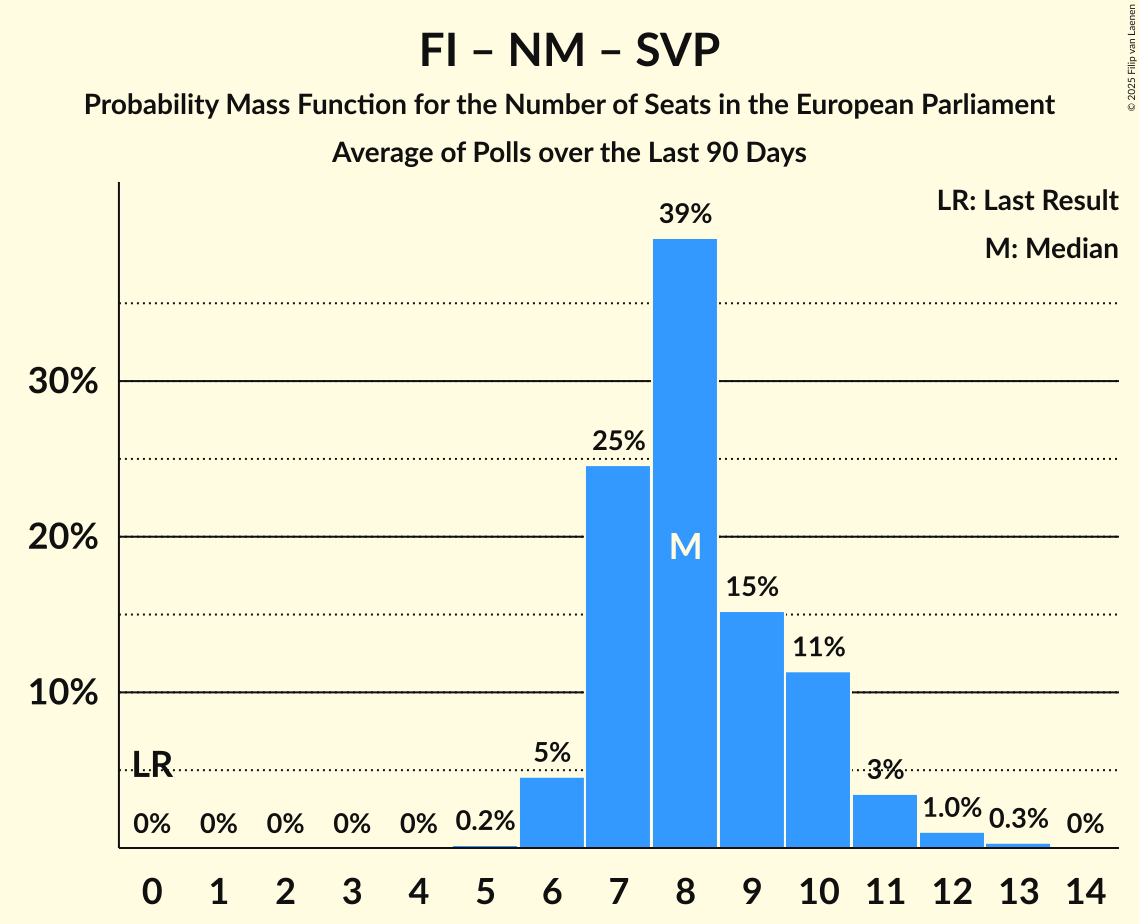 FI – NM – SVP
Probability Mass Function for the Number of Seats in the European Parliament
Average of Polls over the Last 90 Days
© 2025 Filip van Laenen
LR: Last Result
M: Median
39%
30%
25%
20%
M
15%
11%
10%
LR
5%
3%
0% 0% 0% 0% 0% 0.2% 1.0% 0.3% 0%
0 1 2 3 4 5 6 7 8 9 10 11 12 13 14